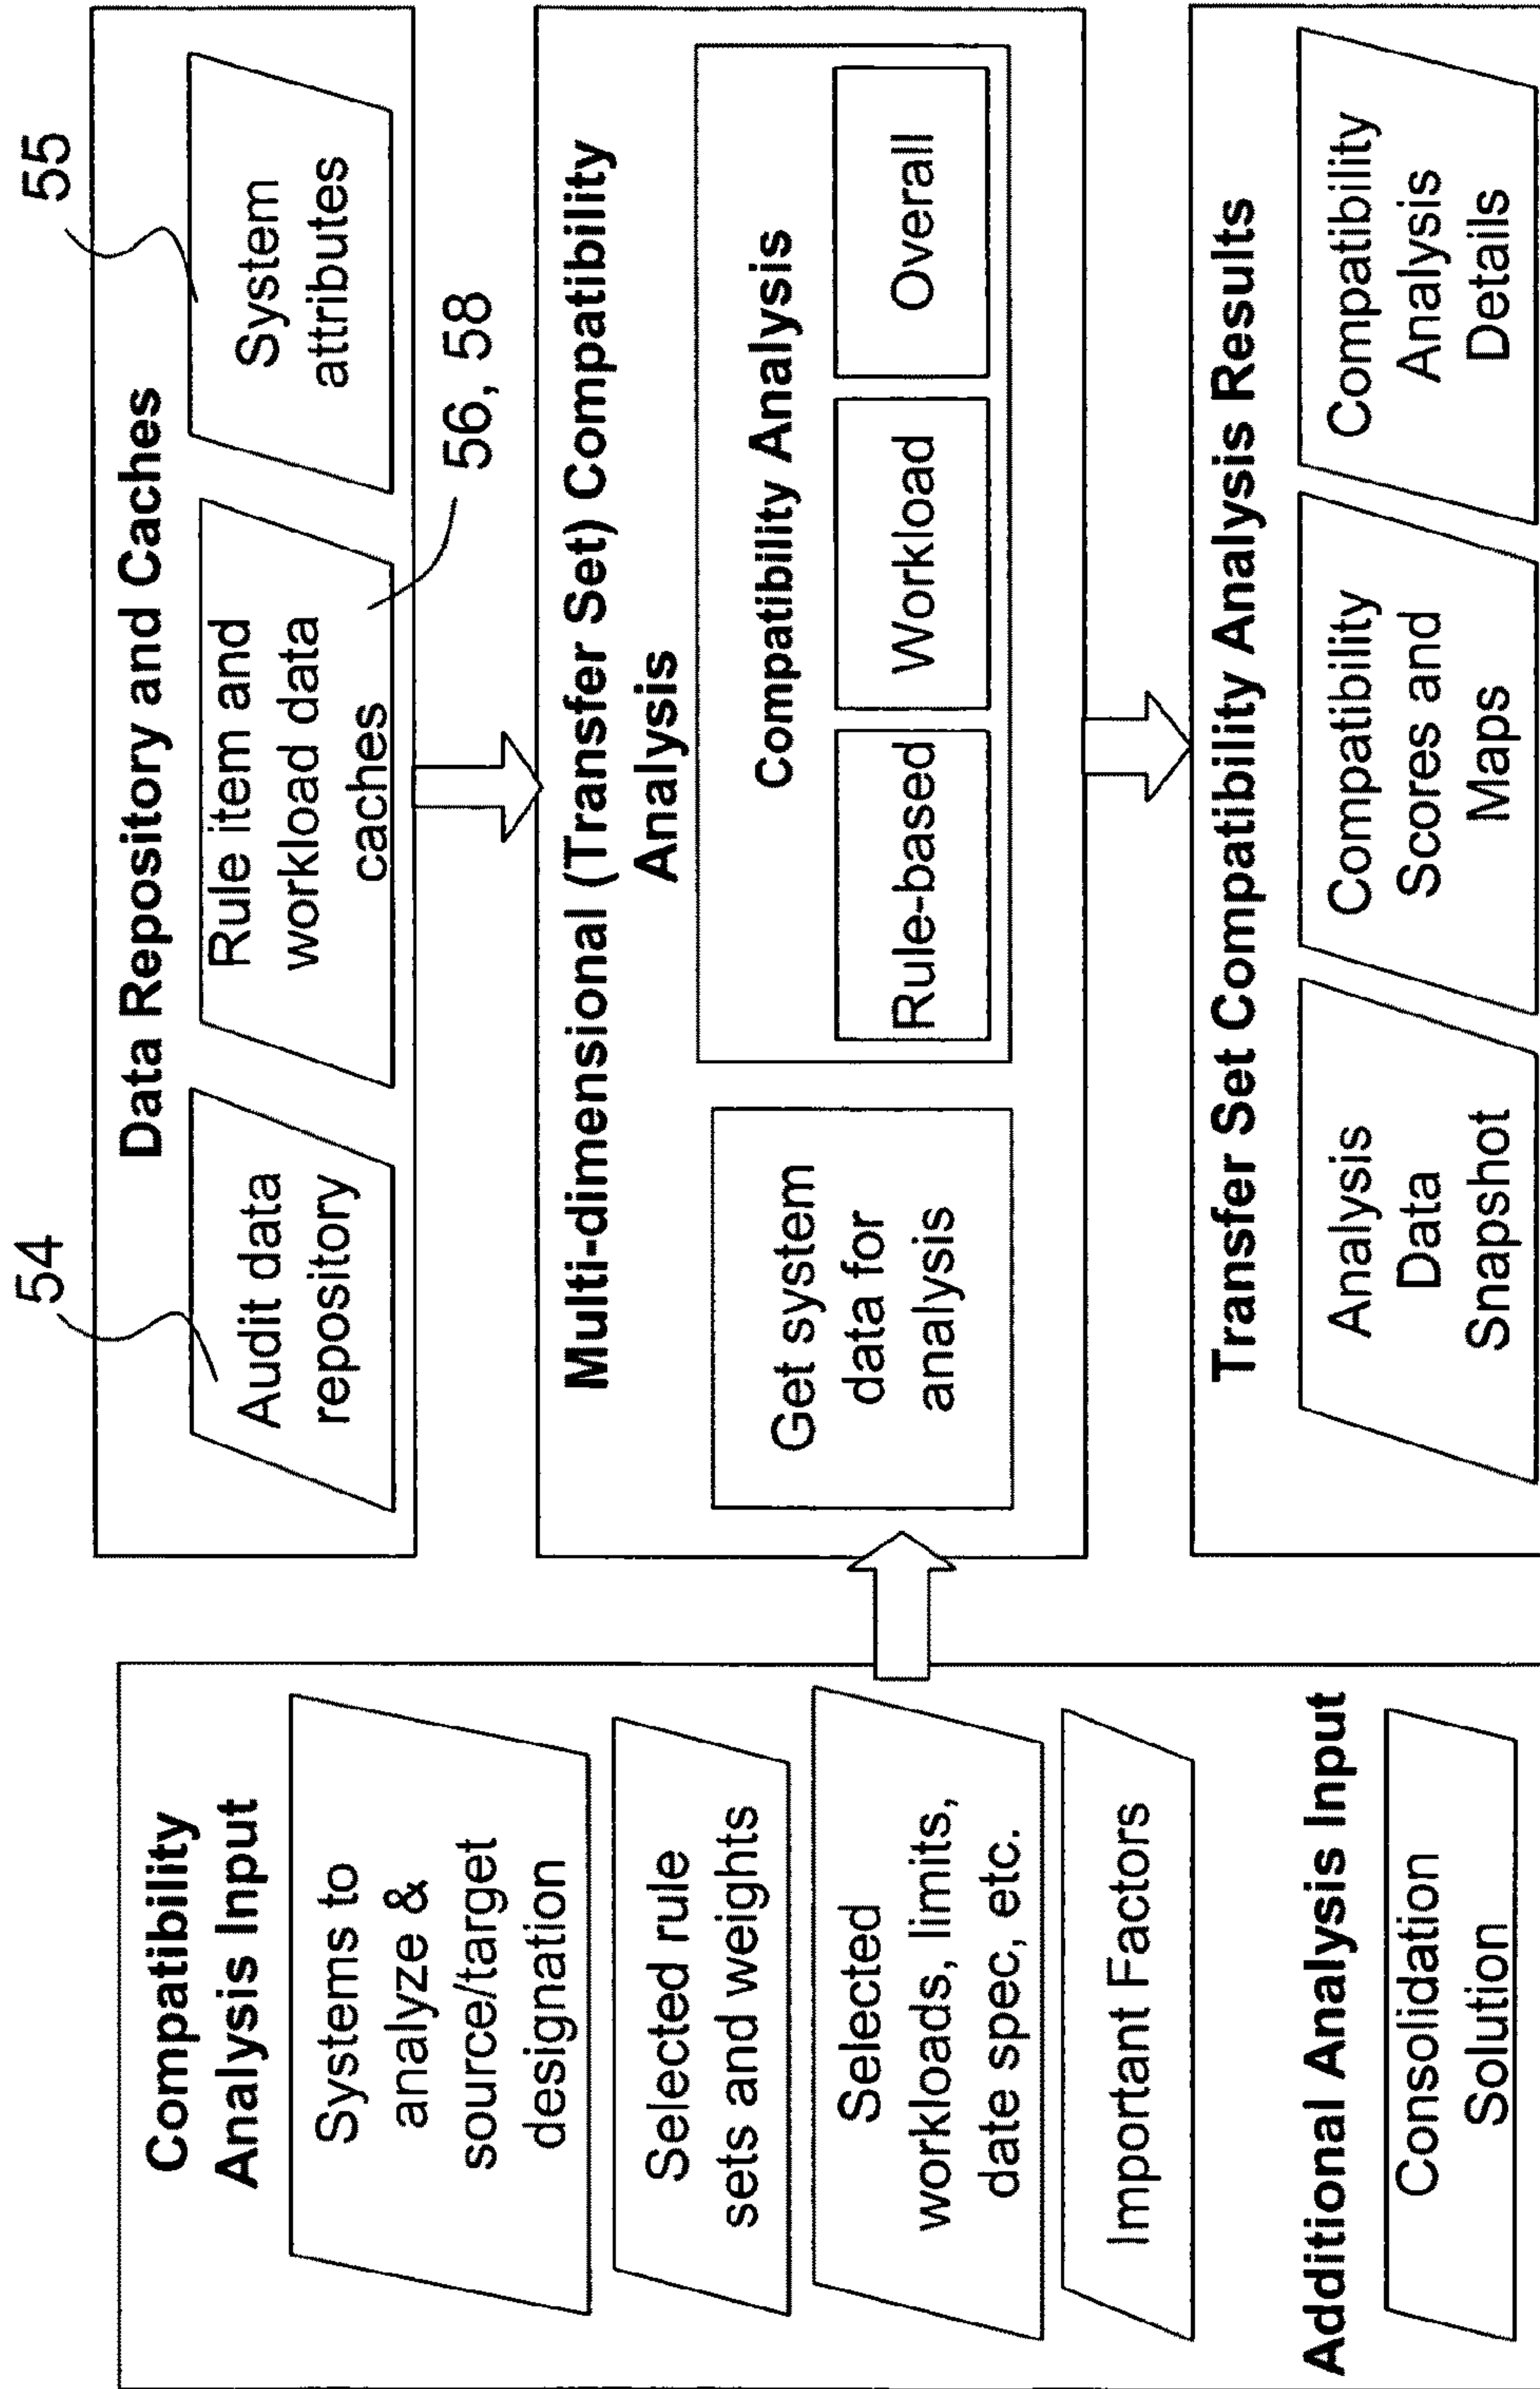 Compatibility
Analysis Input
Systems to
analyze &
source/target
designation
Selected rule
sets and weights
Selected
workloads, limits,
date spec, etc.
Important Factors
Additional Analysis Input
Consolidation
Solution
54
55
Data Repository and Caches
Audit data
repository
Rule item and
workload data
caches
System
attributes
56, 58
Multi-dimensional (Transfer Set) Compatibility
Analysis
Get system
data for
analysis
Compatibility Analysis
Rule-based
Workload
Overall
Transfer Set Compatibility Analysis Results
Analysis
Data
Snapshot
Compatibility
Scores and
Maps
Compatibility
Analysis
Details